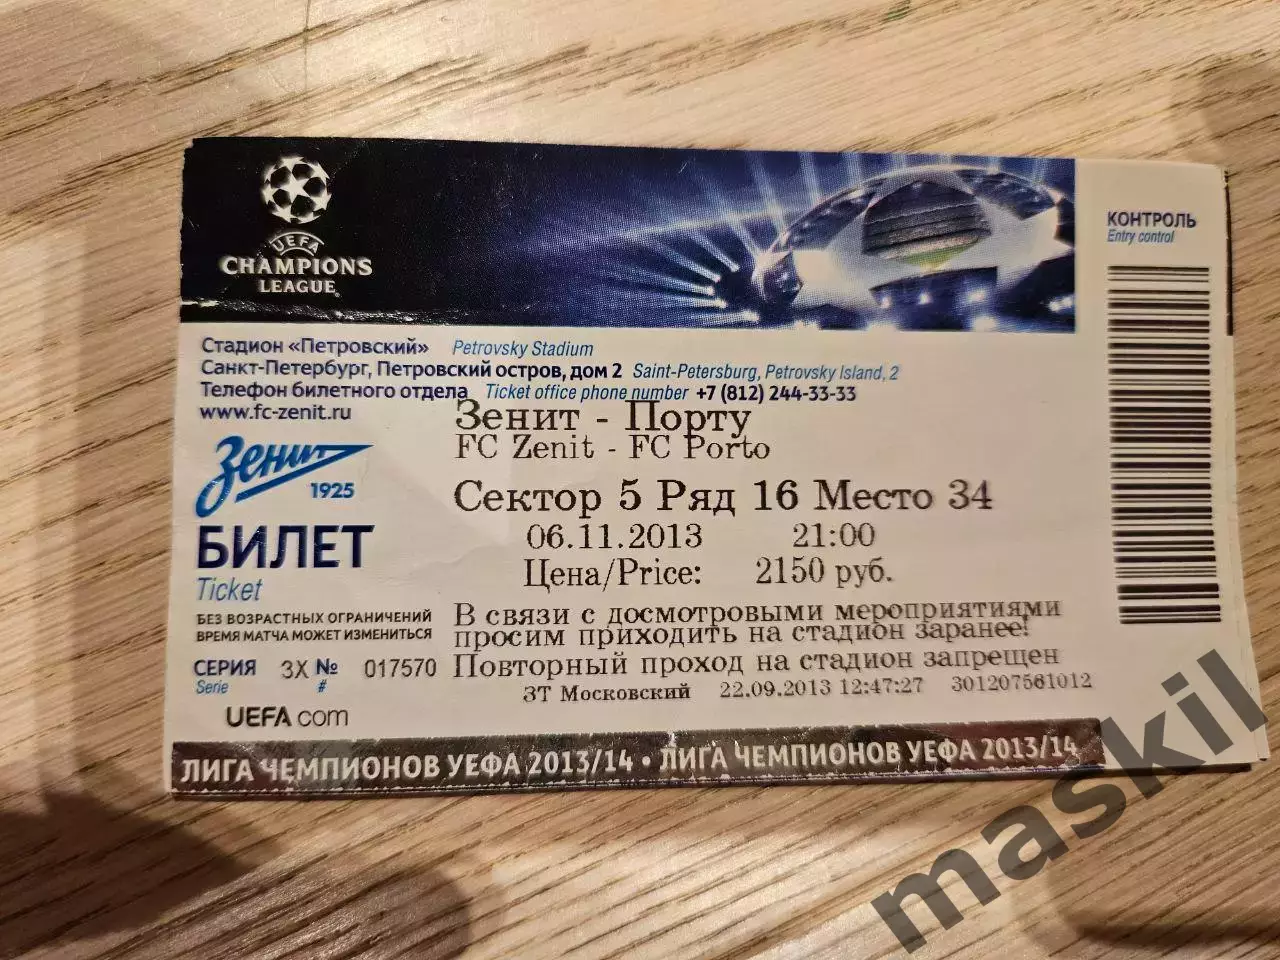 UEFA
CHAMPIONS
LEAGUE
КОНТРОЛЬ
Entry control
Стадион «Петровский» Petrovsky Stadium
Санкт-Петербург, Петровский остров, дом 2 Saint-Petersburg, Petrovsky Island, 2
Телефон билетного отдела Ticket office phone number +7 (812) 244-33-33
www.fc-zenit.ru
Зенит - Порту
FC Zenit - FC Porto
Зенит
1925
Сектор 5 Ряд 16 Место 34
БИЛЕТ
Ticket
06.11.2013 21:00
Цена/Price: 2150 руб.
БЕЗ ВОЗРАСТНЫХ ОГРАНИЧЕНИЙ
ВРЕМЯ МАТЧА МОЖЕТ ИЗМЕНИТЬСЯ
В связи с досмотровыми мероприятиями
просим приходить на стадион заранее!
СЕРИЯ 3Х № 017570
Serie #
Повторный проход на стадион запрещен
ЗТ Московский 22.09.2013 12:47:27 301207561012
UEFA.com
ЛИГА ЧЕМПИОНОВ УЕФА 2013/14 • ЛИГА ЧЕМПИОНОВ УЕФА 2013/14
maskil